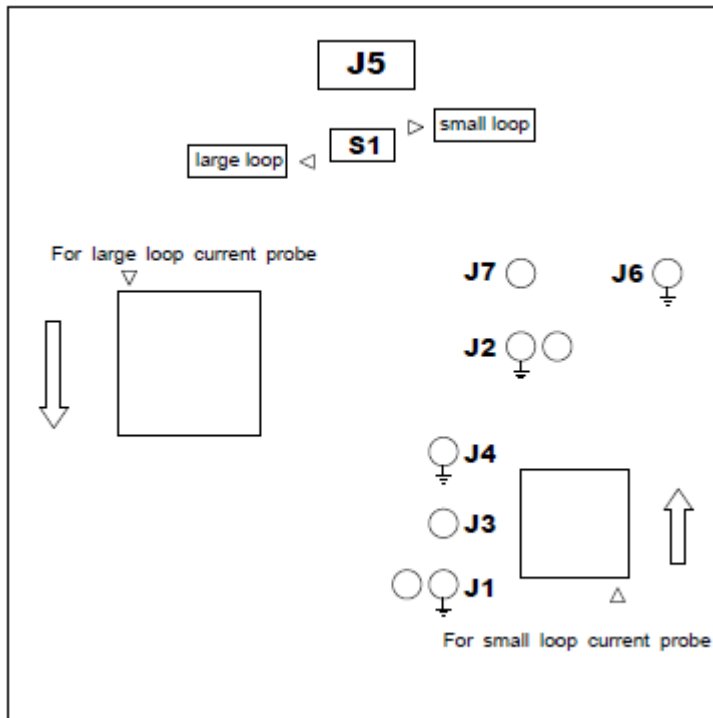 J5
small loop
S1
large loop
For large loop current probe
J7
J6
J2
J4
J3
J1
For small loop current probe